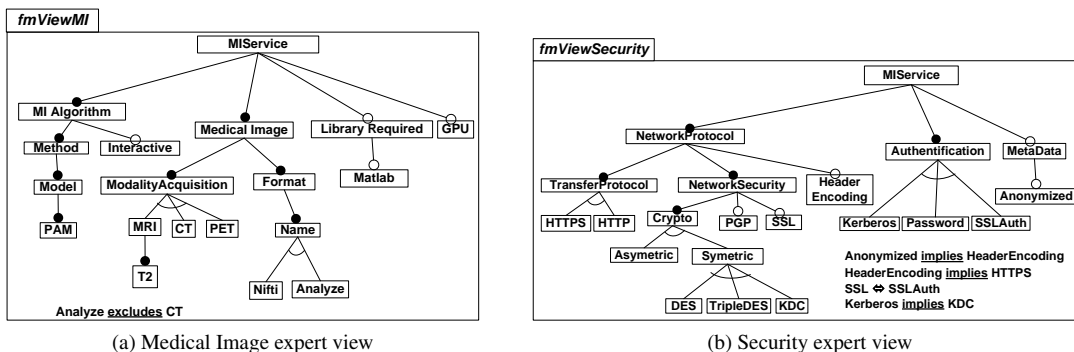 fmViewMI
MIService
MI Algorithm
Medical Image
Library Required
GPU
Method
Interactive
Model
ModalityAcquisition
Format
Matlab
PAM
MRI
CT
PET
Name
T2
Nifti
Analyze
Analyze excludes CT
(a) Medical Image expert view
fmViewSecurity
MIService
NetworkProtocol
Authentification
MetaData
TransferProtocol
NetworkSecurity
Header
Encoding
Anonymized
HTTPS
HTTP
Crypto
PGP
SSL
Kerberos
Password
SSLAuth
Asymetric
Symetric
DES
TripleDES
KDC
Anonymized implies HeaderEncoding
HeaderEncoding implies HTTPS
SSL ⇔ SSLAuth
Kerberos implies KDC
(b) Security expert view